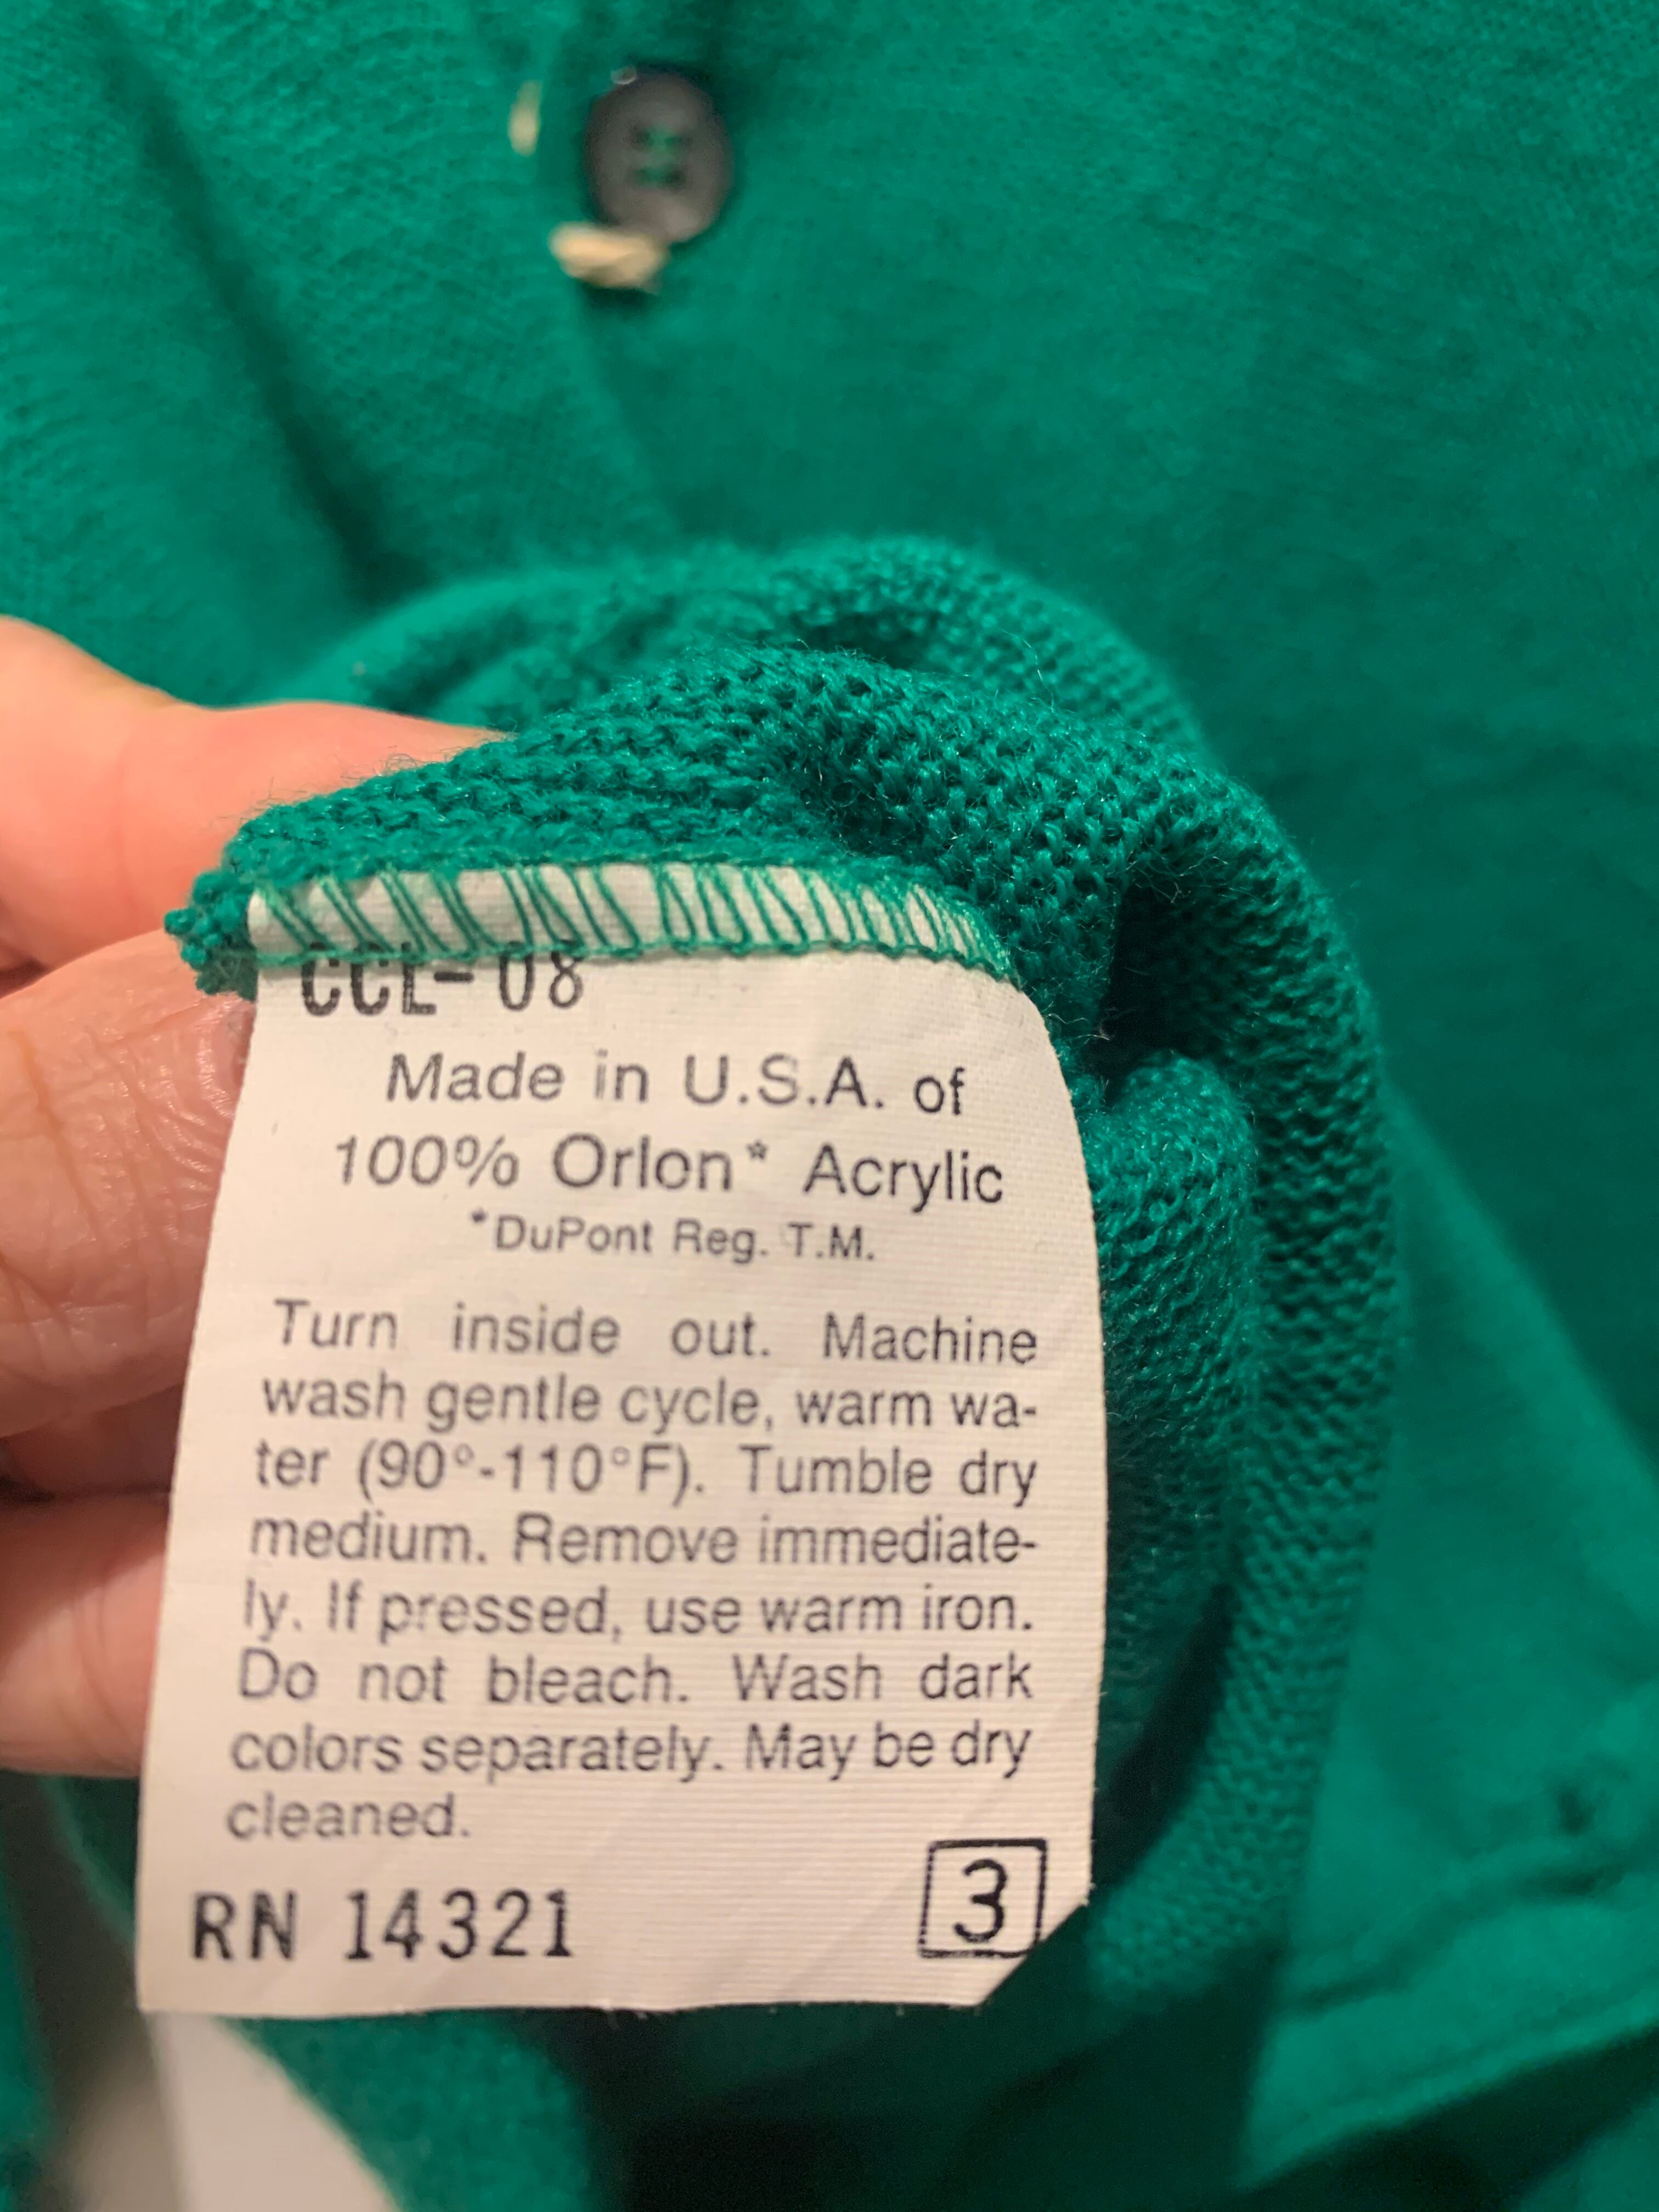 CCL-08
Made in U.S.A. of
100% Orlon* Acrylic
*DuPont Reg. T.M.
Turn inside out. Machine
wash gentle cycle, warm wa-
ter (90°-110°F). Tumble dry
medium. Remove immediate-
ly. If pressed, use warm iron.
Do not bleach. Wash dark
colors separately. May be dry
cleaned.
RN 14321
3